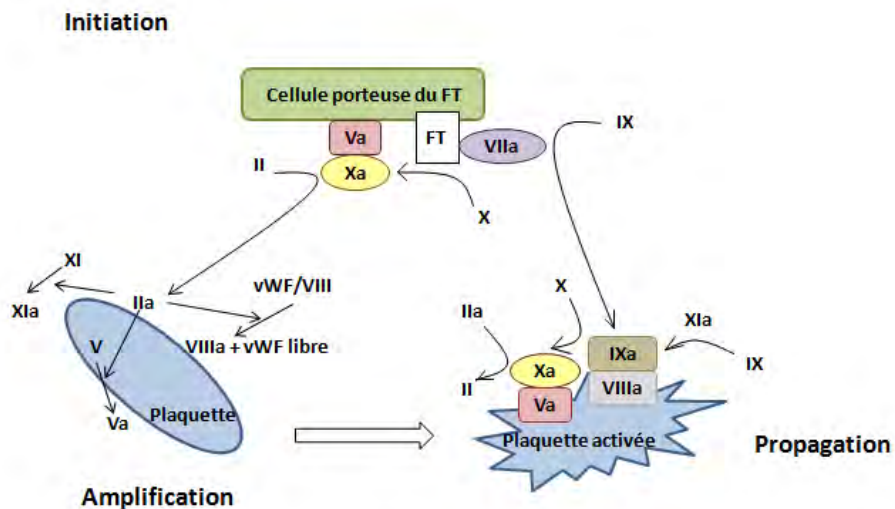 Initiation
Cellule porteuse du FT
Va
FT
VIIa
IX
II
Xa
X
XI
XIa
IIa
vWF/VIII
VIIIa + vWF libre
V
Va
Plaquette
IIa
X
XIa
IXa
IX
Xa
II
VIIIa
Va
Plaquette activée
Propagation
Amplification